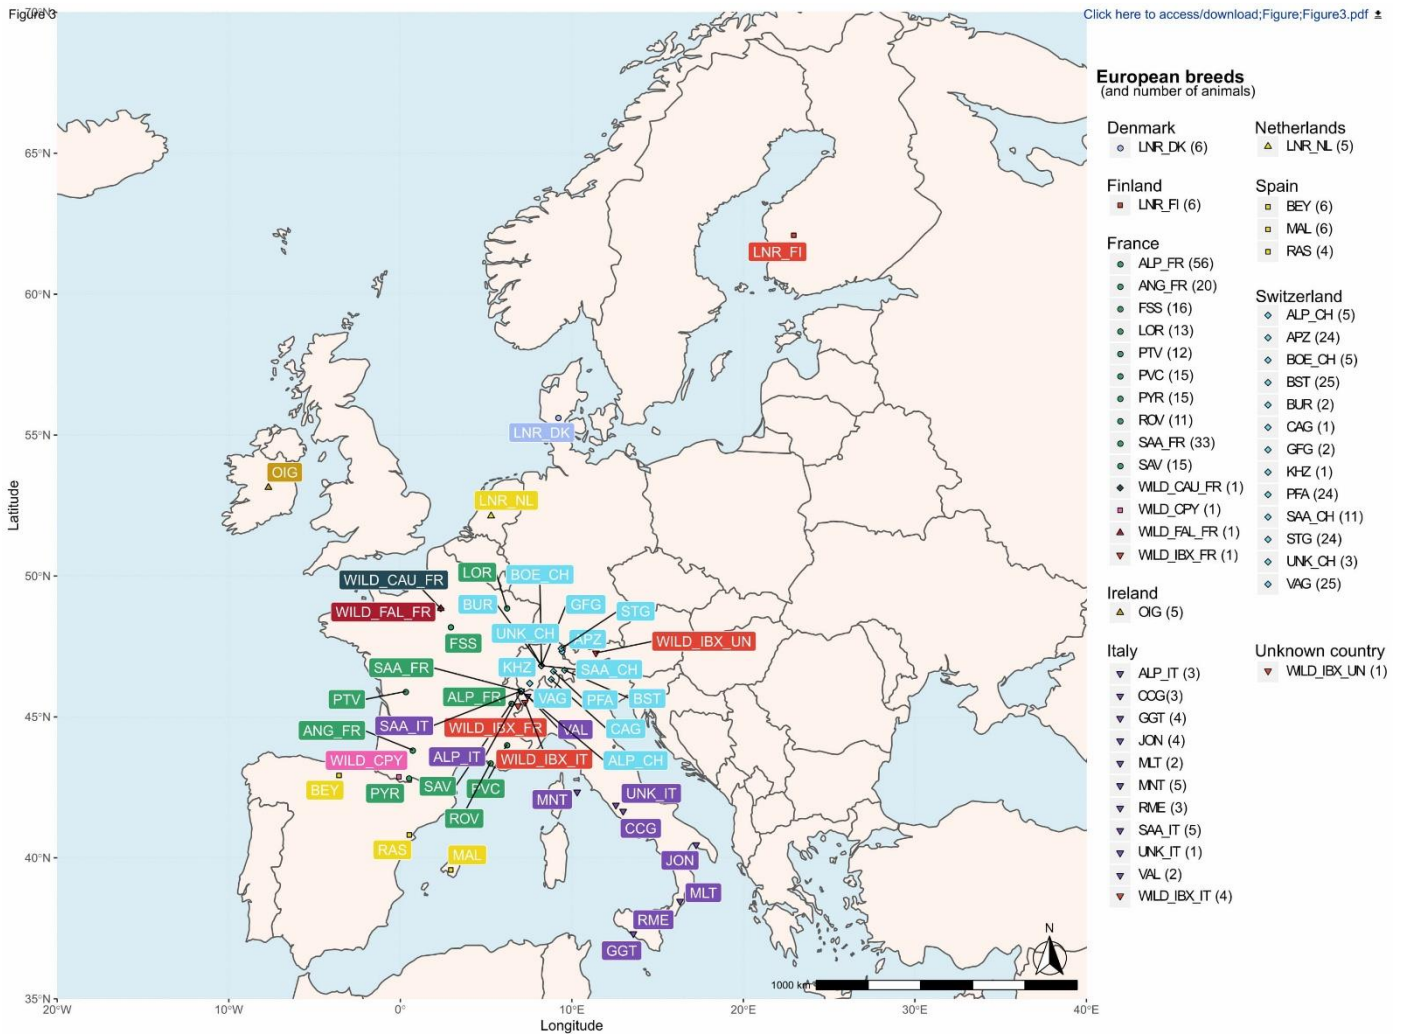 Figure 3
Click here to access/download;Figure;Figure3.pdf
70°N
65°N
60°N
55°N
50°N
45°N
40°N
35°N
20°W
10°W
0°
10°E
20°E
30°E
40°E
Latitude
Longitude
LNR_FI
LNR_DK
OIG
LNR_NL
LOR
BOE_CH
WILD_CAU_FR
BUR
GFG
STG
WILD_FAL_FR
UNK_CH
APZ
WILD_IBX_UN
FSS
SAA_FR
KHZ
SAA_CH
PTV
ALP_FR
VAG
PFA
BST
ANG_FR
SAA_IT
WILD_IBX_FR
VAL
CAG
WILD_CPY
ALP_IT
WILD_IBX_IT
ALP_CH
BEY
PYR
SAV
PVC
MNT
UNK_IT
ROV
CCG
RAS
MAL
JON
MLT
RME
GGT
N
1000 km
European breeds
(and number of animals)
Denmark
LNR_DK (6)
Finland
LNR_FI (6)
France
ALP_FR (56)
ANG_FR (20)
FSS (16)
LOR (13)
PTV (12)
PVC (15)
PYR (15)
ROV (11)
SAA_FR (33)
SAV (15)
WILD_CAU_FR (1)
WILD_CPY (1)
WILD_FAL_FR (1)
WILD_IBX_FR (1)
Ireland
OIG (5)
Italy
ALP_IT (3)
CCG(3)
GGT (4)
JON (4)
MLT (2)
MNT (5)
RME (3)
SAA_IT (5)
UNK_IT (1)
VAL (2)
WILD_IBX_IT (4)
Netherlands
LNR_NL (5)
Spain
BEY (6)
MAL (6)
RAS (4)
Switzerland
ALP_CH (5)
APZ (24)
BOE_CH (5)
BST (25)
BUR (2)
CAG (1)
GFG (2)
KHZ (1)
PFA (24)
SAA_CH (11)
STG (24)
UNK_CH (3)
VAG (25)
Unknown country
WILD_IBX_UN (1)